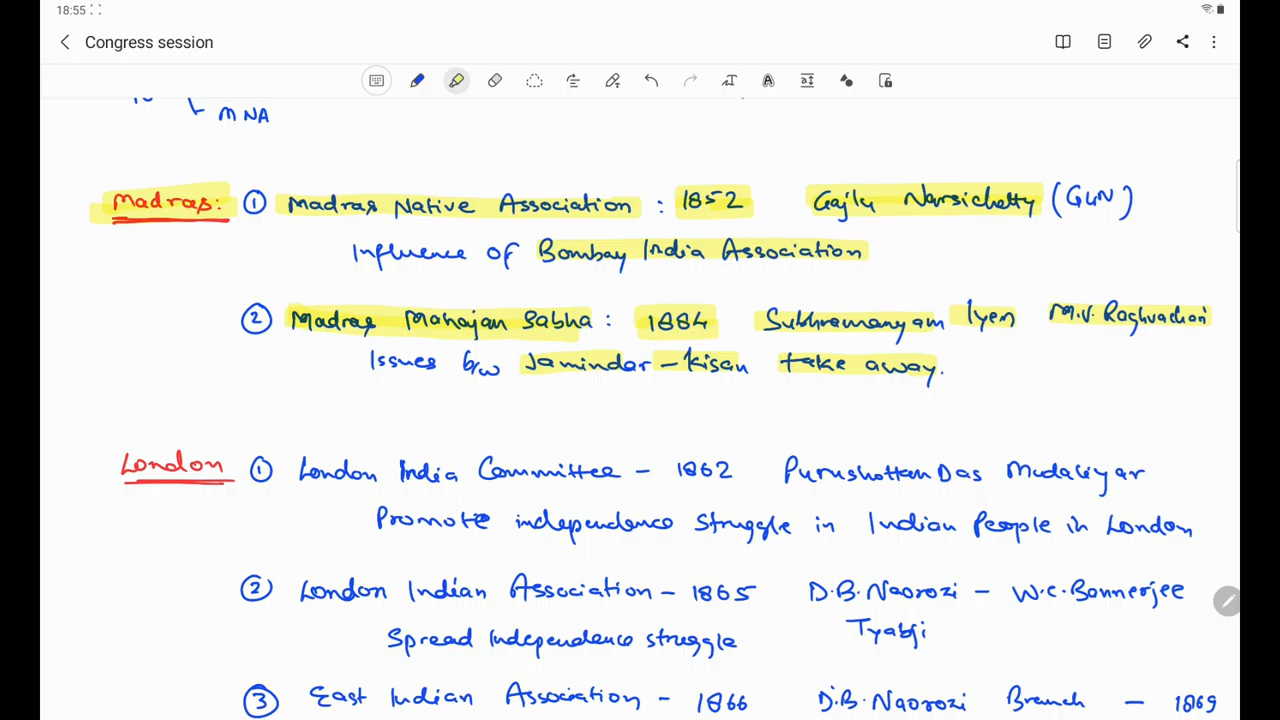 18:55
Congress session
MNA
Madras: ① Madras Native Association : 1852 Gajlu Narsichetty (GLN)
Influence of Bombay India Association
② Madras Mahajan Sabha : 1884 Subhramanyam Iyen M.V. Raghvachari
Issues b/w Jamindar - Kisan take away.
London ① London India Committee - 1862 Purushottan Das Mudaliyar
Promote independence struggle in Indian People in London
② London Indian Association - 1865 D.B. Naorozi - W.C. Bonnerjee
Tyabji
Spread Independence struggle
③ East Indian Association - 1866 D.B. Naorozi Branch - 1869